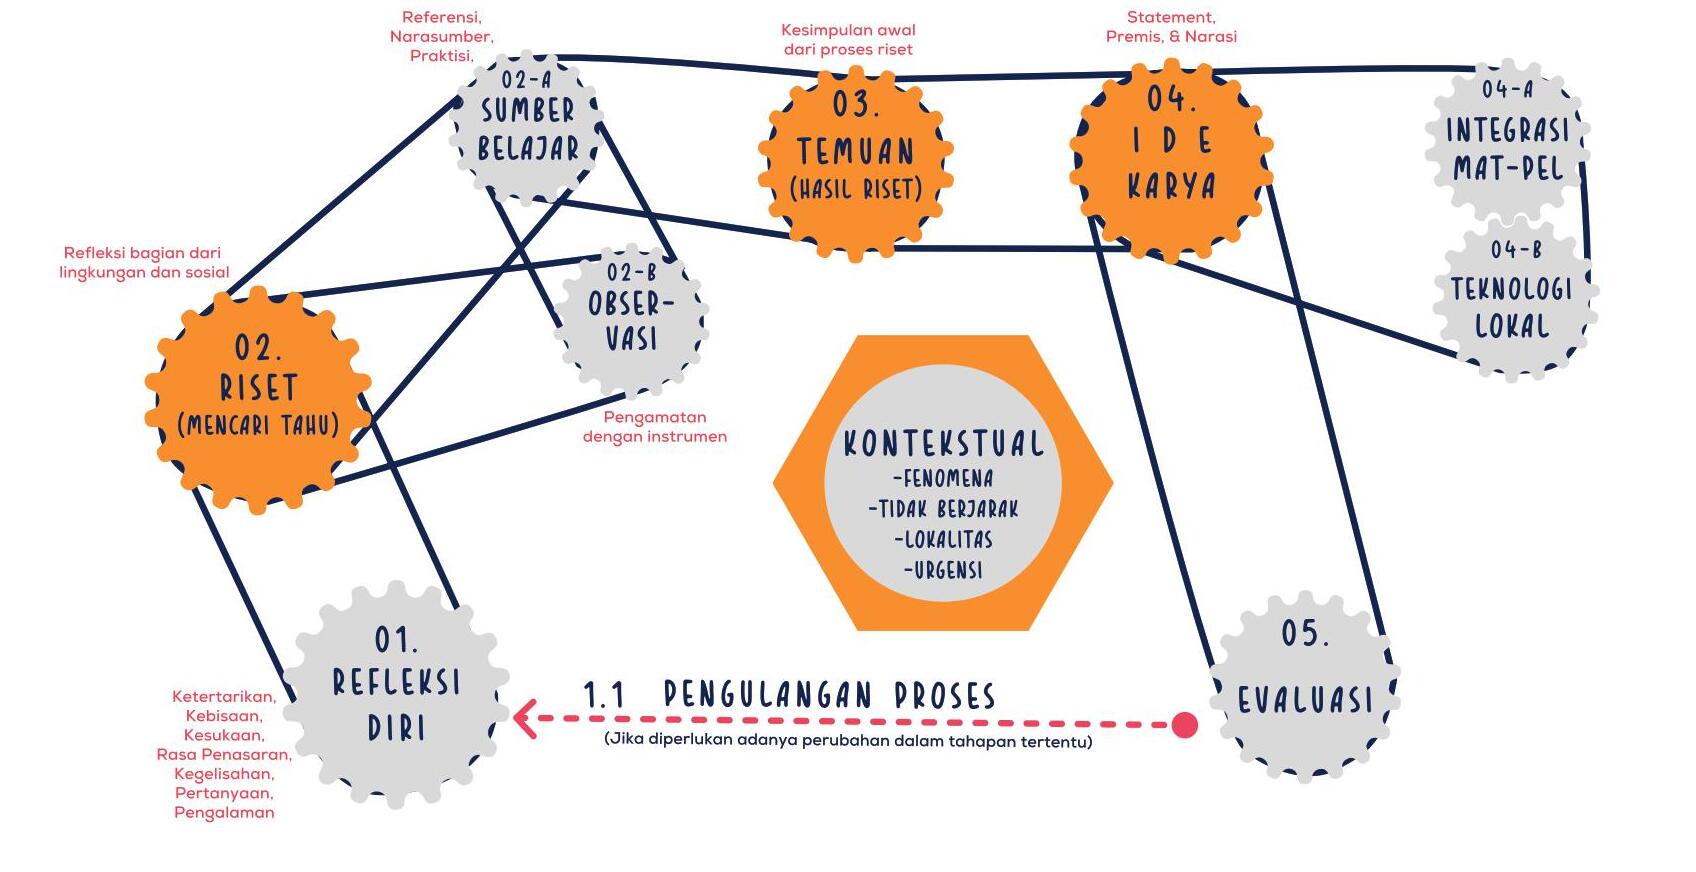 Referensi,
Narasumber,
Praktisi,
02-A
SUMBER
BELAJAR
Kesimpulan awal
dari proses riset
03.
TEMUAN
(HASIL RISET)
Statement,
Premis, & Narasi
04.
IDE
KARYA
04-A
INTEGRASI
MAT-PEL
04-B
TEKNOLOGI
LOKAL
Refleksi bagian dari
lingkungan dan sosial
02.
RISET
(MENCARI TAHU)
02-B
OBSER-
VASI
Pengamatan
dengan instrumen
KONTEKSTUAL
-FENOMENA
-TIDAK BERJARAK
-LOKALITAS
-URGENSI
01.
REFLEKSI
DIRI
Ketertarikan,
Kebisaan,
Kesukaan,
Rasa Penasaran,
Kegelisahan,
Pertanyaan,
Pengalaman
1.1 PENGULANGAN PROSES
(Jika diperlukan adanya perubahan dalam tahapan tertentu)
05.
EVALUASI